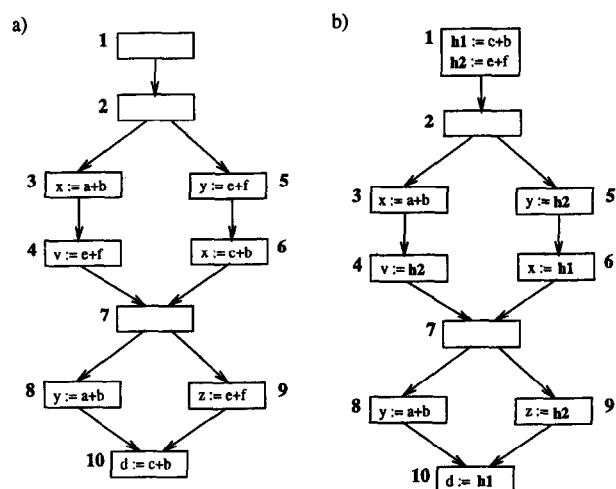 a)
1
2
3 x := a+b
y := e+f 5
4 v := e+f
x := c+b 6
7
8 y := a+b
z := e+f 9
10 d := c+b
b)
1 h1 := c+b
h2 := e+f
2
3 x := a+b
y := h2 5
4 v := h2
x := h1 6
7
8 y := a+b
z := h2 9
10 d := h1